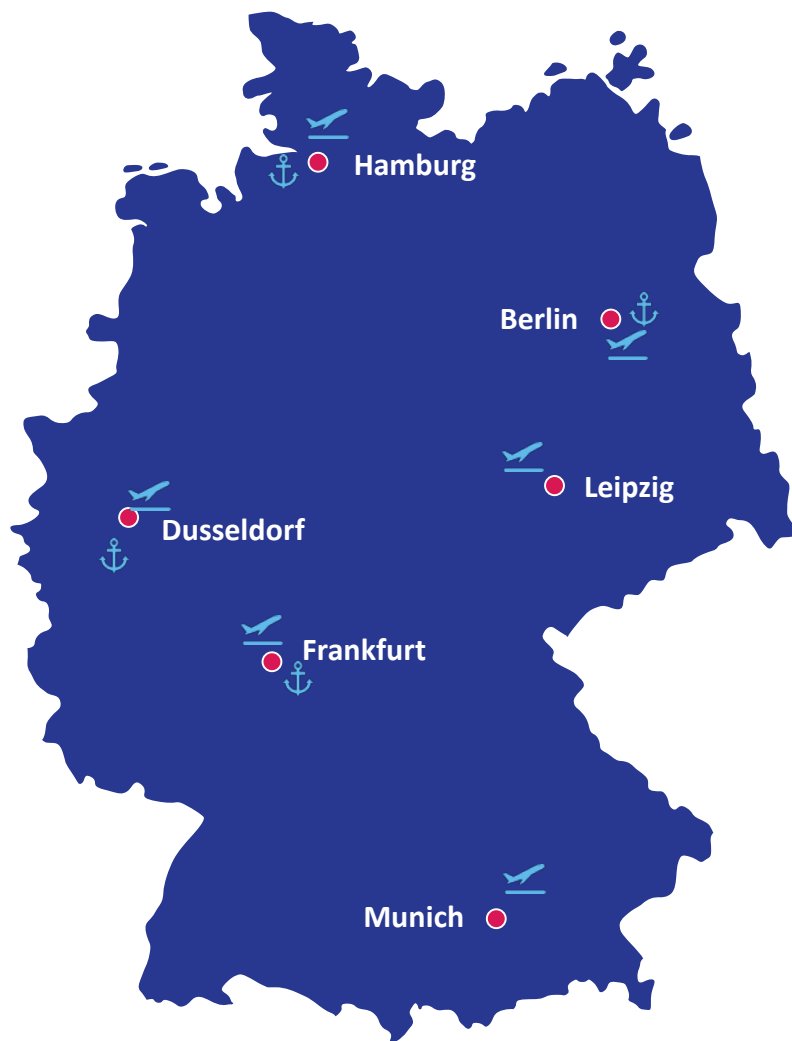 Hamburg
Berlin
Leipzig
Dusseldorf
Frankfurt
Munich